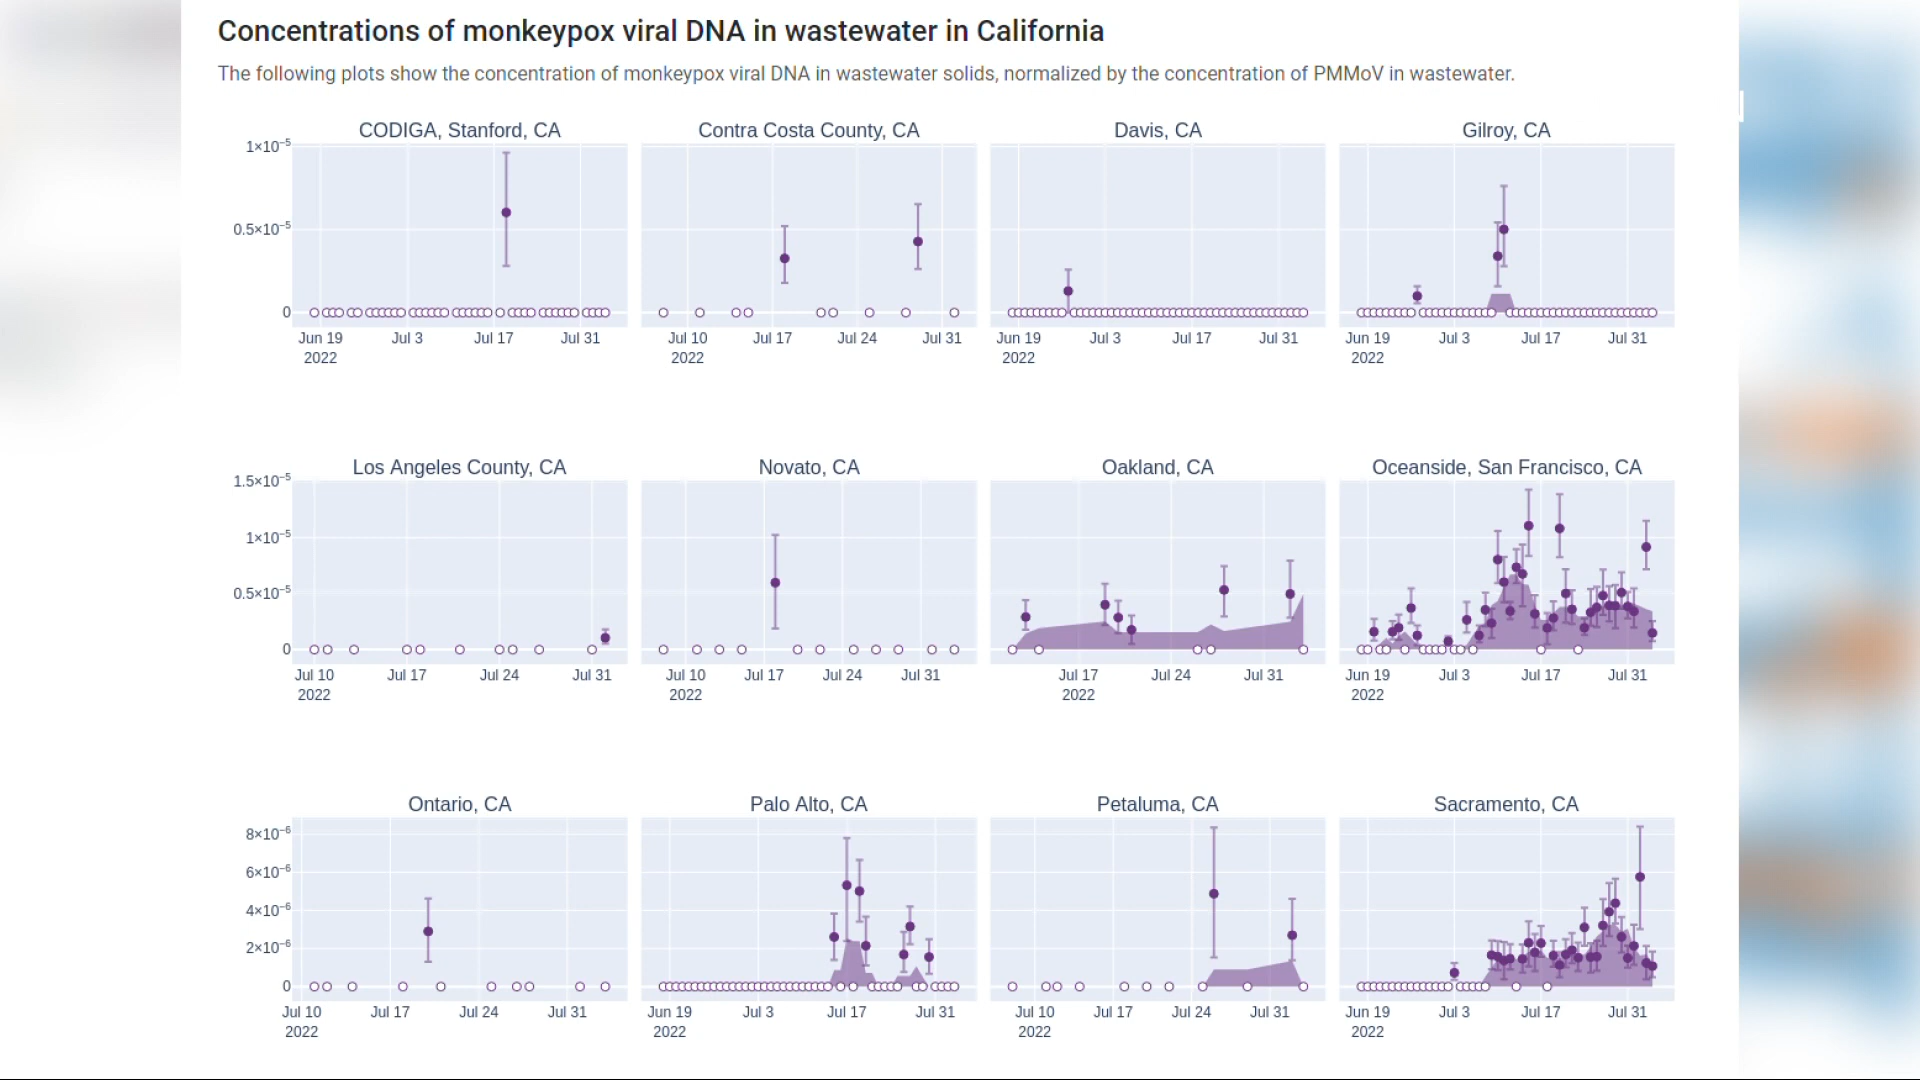 Concentrations of monkeypox viral DNA in wastewater in California
The following plots show the concentration of monkeypox viral DNA in wastewater solids, normalized by the concentration of PMMoV in wastewater.
CODIGA, Stanford, CA
Contra Costa County, CA
Davis, CA
Gilroy, CA
1×10⁻⁵
0.5×10⁻⁵
0
Jun 19 Jul 3 Jul 17 Jul 31
2022
Jul 10 Jul 17 Jul 24 Jul 31
2022
Jun 19 Jul 3 Jul 17 Jul 31
2022
Jun 19 Jul 3 Jul 17 Jul 31
2022
Los Angeles County, CA
Novato, CA
Oakland, CA
Oceanside, San Francisco, CA
1.5×10⁻⁵
1×10⁻⁵
0.5×10⁻⁵
0
Jul 10 Jul 17 Jul 24 Jul 31
2022
Jul 10 Jul 17 Jul 24 Jul 31
2022
Jul 17 Jul 24 Jul 31
2022
Jun 19 Jul 3 Jul 17 Jul 31
2022
Ontario, CA
Palo Alto, CA
Petaluma, CA
Sacramento, CA
8×10⁻⁶
6×10⁻⁶
4×10⁻⁶
2×10⁻⁶
0
Jul 10 Jul 17 Jul 24 Jul 31
2022
Jun 19 Jul 3 Jul 17 Jul 31
2022
Jul 10 Jul 17 Jul 24 Jul 31
2022
Jun 19 Jul 3 Jul 17 Jul 31
2022